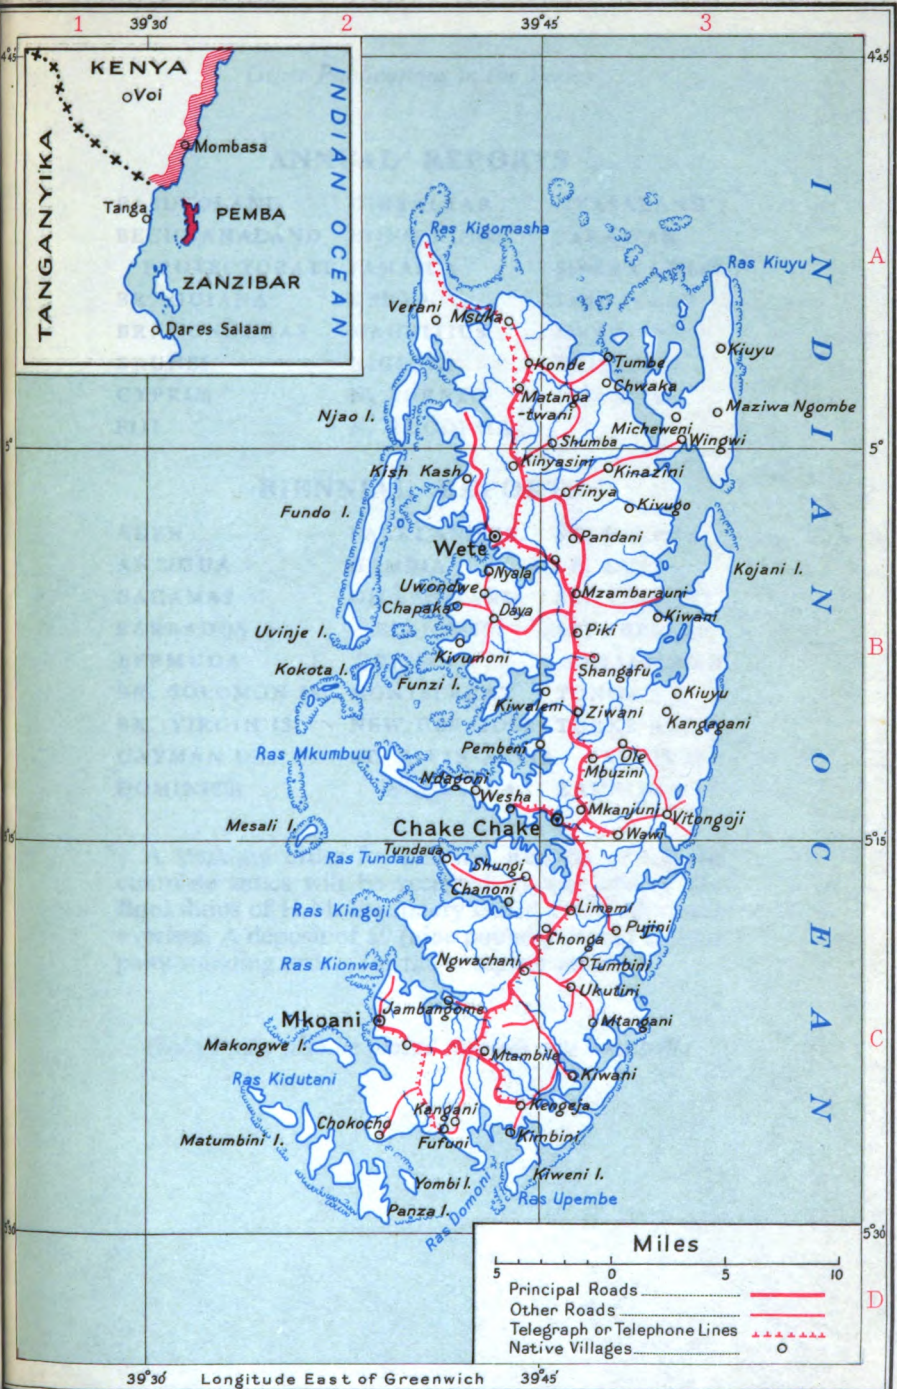 1 2 3
39°30' 39°45'
4°45' 4°45'
KENYA
Voi
TANGANYIKA
Mombasa
Tanga
PEMBA
ZANZIBAR
Dar es Salaam
INDIAN OCEAN
INDIAN OCEAN
A
Ras Kigomasha
Ras Kiuyu
Verani
Msuka
Konde
Tumbe
Kiuyu
Chwaka
Matanga
-twani
Maziwa Ngombe
Njao I.
Micheweni
Shumba
Wingwi
5° 5°
Kish Kash
Kinyasini
Kinazini
Finya
Fundo I.
Kivugo
Wete
Pandani
Nyala
Kojani I.
Uwondwe
Mzambarauni
Chapaka
Daya
Kiwani
Uvinje I.
Piki
B
Kivumoni
Kokota I.
Shangafu
Funzi I.
Kiwaleni
Kiuyu
Ziwani
Kangagani
Ras Mkumbuu
Pembeni
Ole
Mbuzini
Ndagoni
Wesha
Mkanjuni
Vitongoji
Mesali I.
Chake Chake
Wawi
5°15'
Tundaua
Ras Tundaua
Shungi
Chanoni
Ras Kingoji
Limami
Pujini
Chonga
Ras Kionwa
Ngwachani
Tumbini
Ukutini
Jambangome
Mkoani
Mtangani
C
Makongwe I.
Mtambile
Ras Kidutani
Kiwani
Kangani
Kengeja
Chokocho
Matumbini I.
Fufuni
Kimbini
Yombi I.
Kiweni I.
Panza I.
Ras Domoni
Ras Upembe
5°30'
Miles
5 0 5 10
Principal Roads
Other Roads
Telegraph or Telephone Lines
Native Villages
D
39°30' Longitude East of Greenwich 39°45'